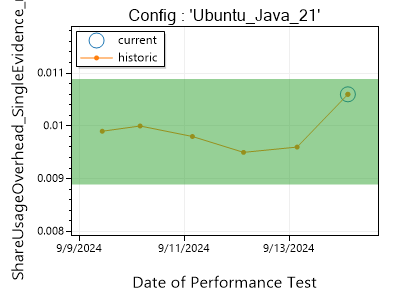 Config : 'Ubuntu_Java_21'
current
historic
0.011
0.01
0.009
0.008
9/9/2024
9/11/2024
9/13/2024
Date of Performance Test
ShareUsageOverhead_SingleEvidence_